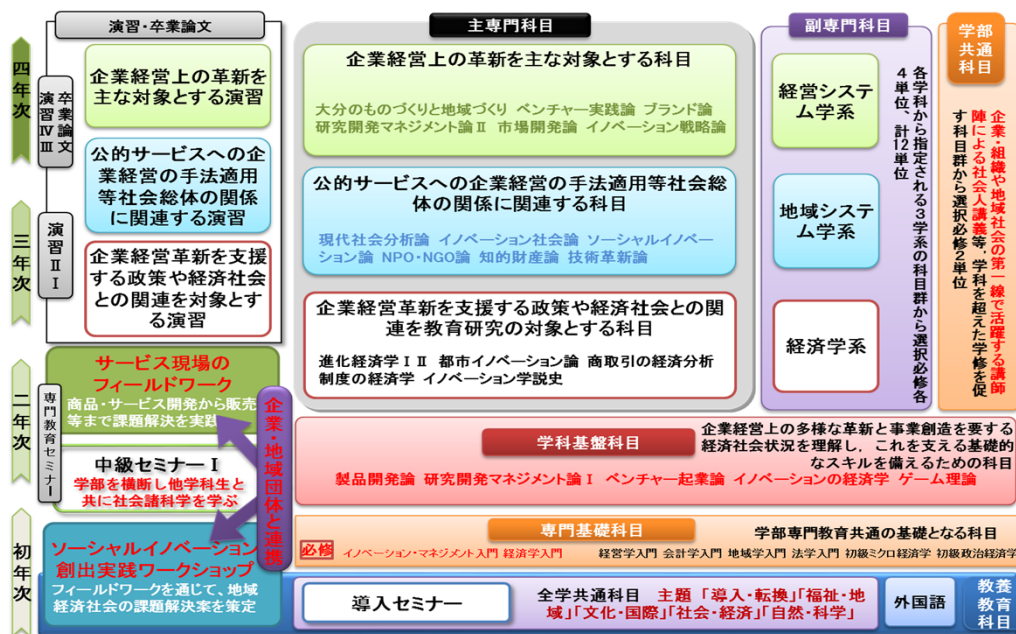 演習・卒業論文
四年次
卒業論文
演習Ⅳ Ⅲ
企業経営上の革新を
主な対象とする演習
公的サービスへの企
業経営の手法適用
等社会総体の関係
に関連する演習
三年次
演習Ⅱ Ⅰ
企業経営革新を支援
する政策や経済社会
との関連を対象とす
る演習
主専門科目
企業経営上の革新を主な対象とする科目
大分のものづくりと地域づくり ベンチャー実践論 ブランド論
研究開発マネジメント論Ⅱ 市場開発論 イノベーション戦略論
公的サービスへの企業経営の手法適用等社会総
体の関係に関連する科目
現代社会分析論 イノベーション社会論 ソーシャルイノベー
ション論 NPO・NGO論 知的財産論 技術革新論
企業経営革新を支援する政策や経済社会との関
連を教育研究の対象とする科目
進化経済学ⅠⅡ 都市イノベーション論 商取引の経済分析
制度の経済学 イノベーション学説史
副専門科目
経営システ
ム学系
地域システ
ム学系
経済学系
各学科から指定される3学系の科目群から選択必修各
4単位、計12単位
学部
共通
科目
企業・組織や地域社会の第一線で活躍する講師
陣による社会人講義等，学科を超えた学修を促
す科目群から選択必修2単位
二年次
専門教育セミナー
サービス現場の
フィールドワーク
商品・サービス開発から販売
等まで課題解決を実践
中級セミナーⅠ
学部を横断し他学科生と
共に社会諸科学を学ぶ
企業・地域団体と連携
学科基盤科目
企業経営上の多様な革新と事業創造を要する
経済社会状況を理解し，これを支える基礎的
なスキルを備えるための科目
製品開発論 研究開発マネジメント論Ⅰ ベンチャー起業論 イノベーションの経済学 ゲーム理論
初年次
ソーシャルイノベーション
創出実践ワークショップ
フィールドワークを通じて、地域
経済社会の課題解決案を策定
専門基礎科目
学部専門教育共通の基礎となる科目
必修 イノベーション・マネジメント入門 経済学入門 経営学入門 会計学入門 地域学入門 法学入門 初級ミクロ経済学 初級政治経済学
導入セミナー
全学共通科目 主題 「導入・転換」「福祉・地
域」「文化・国際」「社会・経済」「自然・科学」
外国語
教養
教育
科目